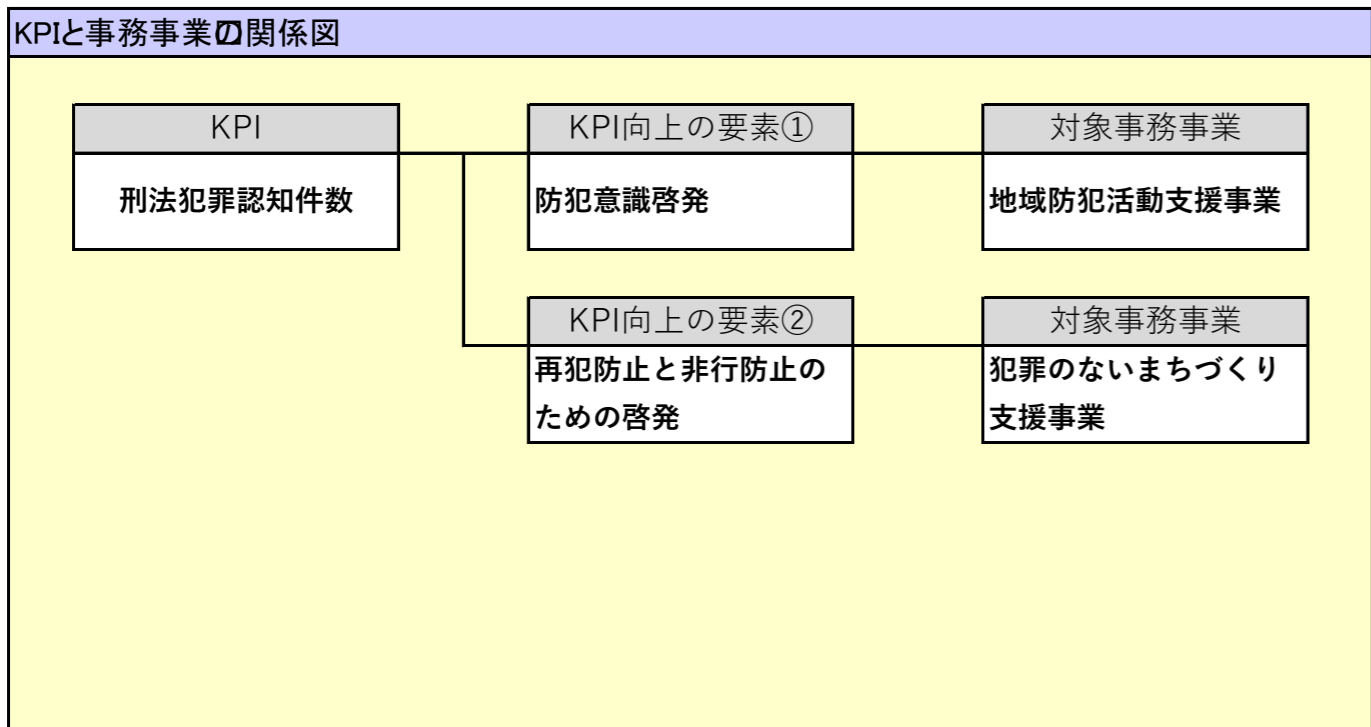 KPIと事務事業の関係図
KPI
KPI向上の要素①
対象事務事業
刑法犯罪認知件数
防犯意識啓発
地域防犯活動支援事業
KPI向上の要素②
対象事務事業
再犯防止と非行防止の
ための啓発
犯罪のないまちづくり
支援事業